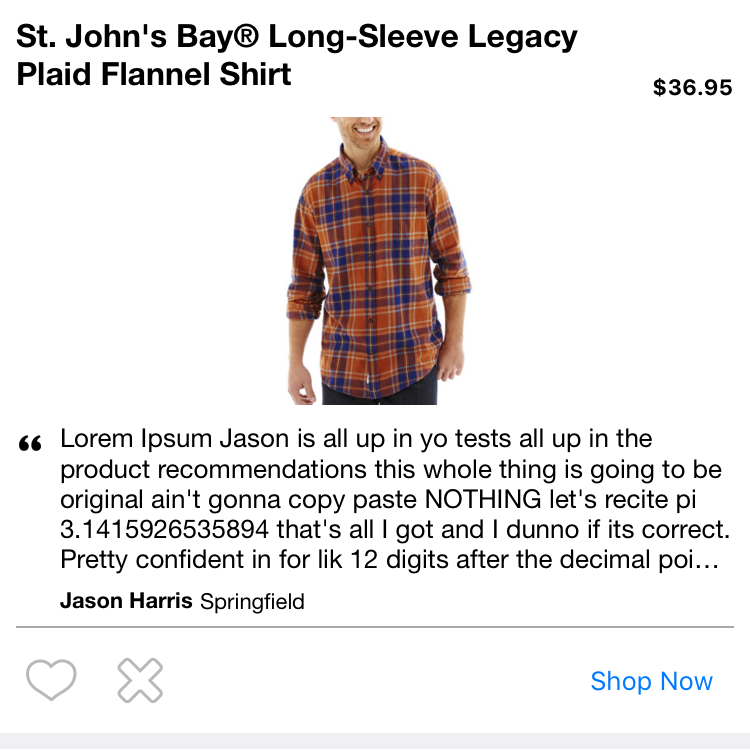 St. John's Bay® Long-Sleeve Legacy
Plaid Flannel Shirt
$36.95
“ Lorem Ipsum Jason is all up in yo tests all up in the
product recommendations this whole thing is going to be
original ain't gonna copy paste NOTHING let's recite pi
3.1415926535894 that's all I got and I dunno if its correct.
Pretty confident in for lik 12 digits after the decimal poi...
Jason Harris Springfield
Shop Now